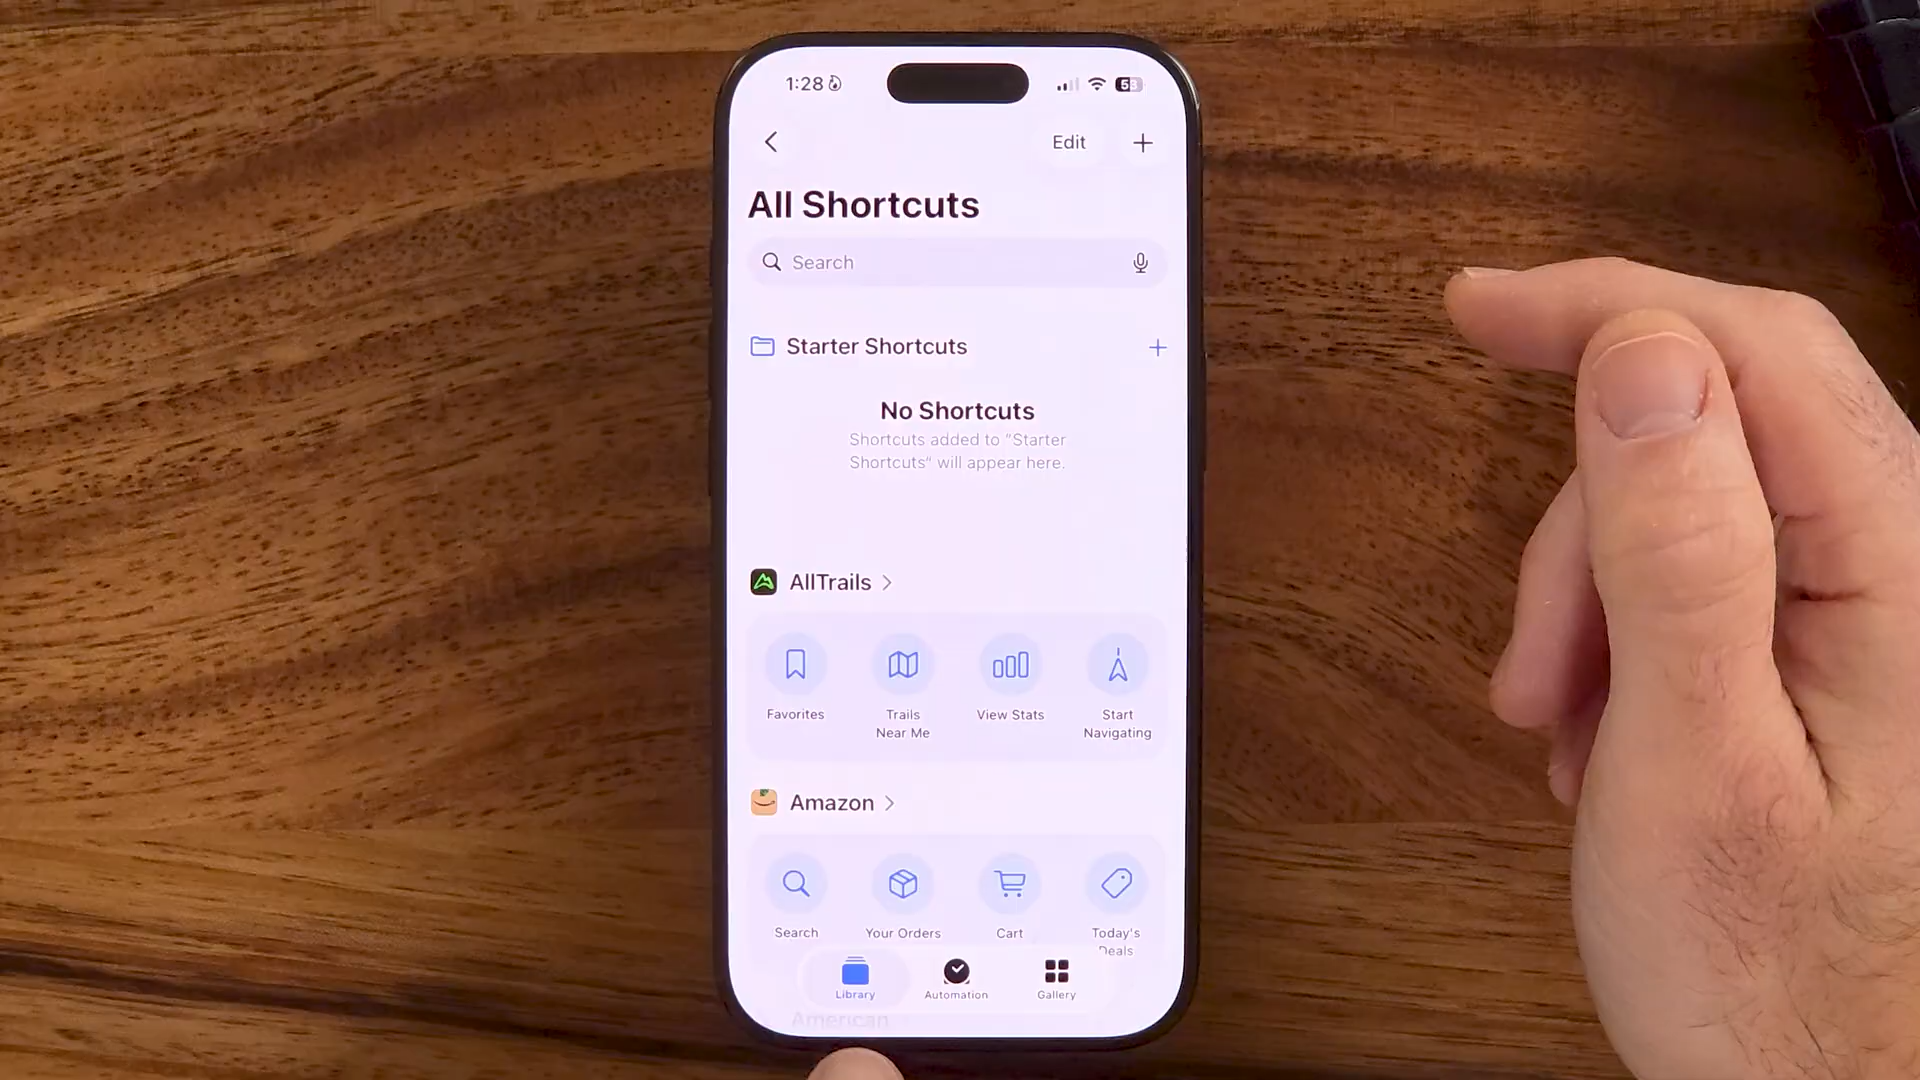 1:28
58
Edit
All Shortcuts
Search
Starter Shortcuts
No Shortcuts
Shortcuts added to "Starter
Shortcuts" will appear here.
AllTrails
Favorites
Trails
Near Me
View Stats
Start
Navigating
Amazon
Search
Your Orders
Cart
Today's
Deals
Library
Automation
Gallery
American